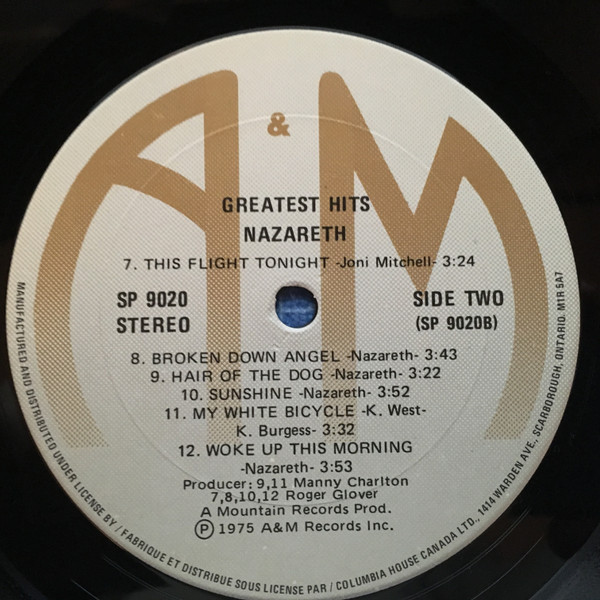 A & M
GREATEST HITS
NAZARETH
7. THIS FLIGHT TONIGHT -Joni Mitchell- 3:24
SP 9020
STEREO
SIDE TWO
(SP 9020B)
8. BROKEN DOWN ANGEL -Nazareth- 3:43
9. HAIR OF THE DOG -Nazareth- 3:22
10. SUNSHINE -Nazareth- 3:52
11. MY WHITE BICYCLE -K. West-
K. Burgess- 3:32
12. WOKE UP THIS MORNING
-Nazareth- 3:53
Producer: 9,11 Manny Charlton
7,8,10,12 Roger Glover
A Mountain Records Prod.
Ⓟ 1975 A&M Records Inc.
MANUFACTURED AND DISTRIBUTED UNDER LICENSE BY / FABRIQUE ET DISTRIBUE SOUS LICENSE PAR / COLUMBIA HOUSE CANADA LTD., 1414 WARDEN AVE., SCARBOROUGH, ONTARIO. M1R 5A7